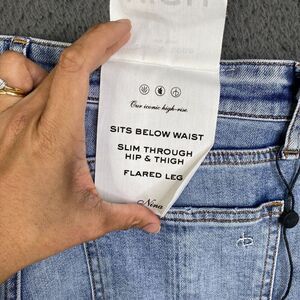 Our iconic high-rise.
SITS BELOW WAIST
SLIM THROUGH
HIP & THIGH
FLARED LEG
Nina